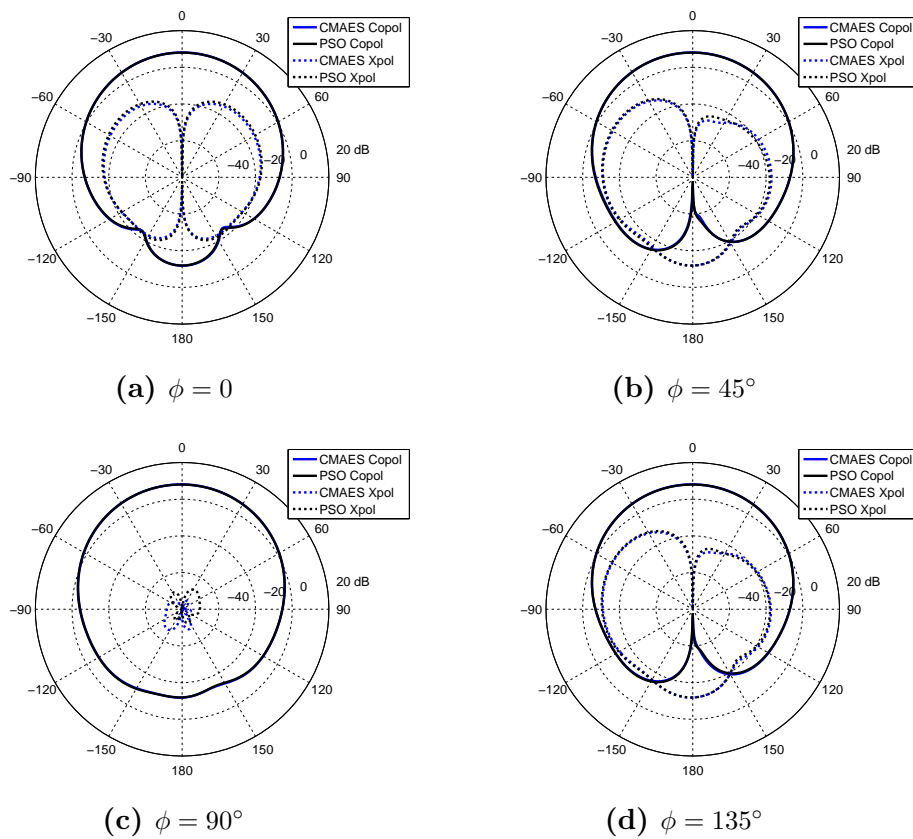 0
−30
30
−60
60
−90
90
−120
120
−150
150
180
−40
−20
0
20 dB
CMAES Copol
PSO Copol
CMAES Xpol
PSO Xpol
(a) ϕ = 0
0
−30
30
−60
60
−90
90
−120
120
−150
150
180
−40
−20
0
20 dB
CMAES Copol
PSO Copol
CMAES Xpol
PSO Xpol
(b) ϕ = 45°
0
−30
30
−60
60
−90
90
−120
120
−150
150
180
−40
−20
0
20 dB
CMAES Copol
PSO Copol
CMAES Xpol
PSO Xpol
(c) ϕ = 90°
0
−30
30
−60
60
−90
90
−120
120
−150
150
180
−40
−20
0
20 dB
CMAES Copol
PSO Copol
CMAES Xpol
PSO Xpol
(d) ϕ = 135°